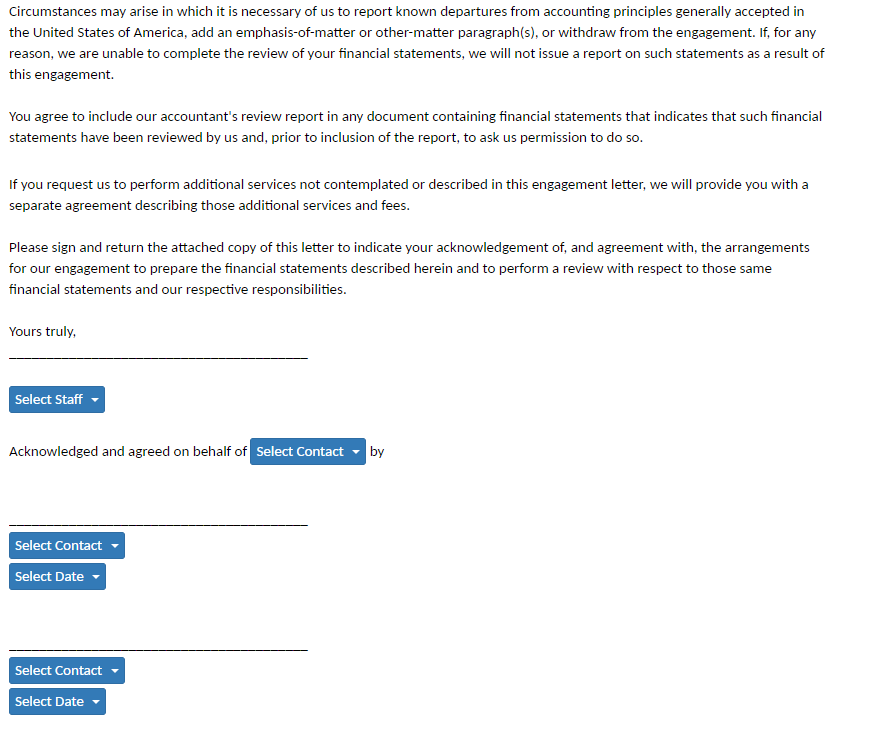 Circumstances may arise in which it is necessary of us to report known departures from accounting principles generally accepted in
the United States of America, add an emphasis-of-matter or other-matter paragraph(s), or withdraw from the engagement. If, for any
reason, we are unable to complete the review of your financial statements, we will not issue a report on such statements as a result of
this engagement.
You agree to include our accountant's review report in any document containing financial statements that indicates that such financial
statements have been reviewed by us and, prior to inclusion of the report, to ask us permission to do so.
If you request us to perform additional services not contemplated or described in this engagement letter, we will provide you with a
separate agreement describing those additional services and fees.
Please sign and return the attached copy of this letter to indicate your acknowledgement of, and agreement with, the arrangements
for our engagement to prepare the financial statements described herein and to perform a review with respect to those same
financial statements and our respective responsibilities.
Yours truly,
Select Staff
Acknowledged and agreed on behalf of Select Contact by
Select Contact
Select Date
Select Contact
Select Date